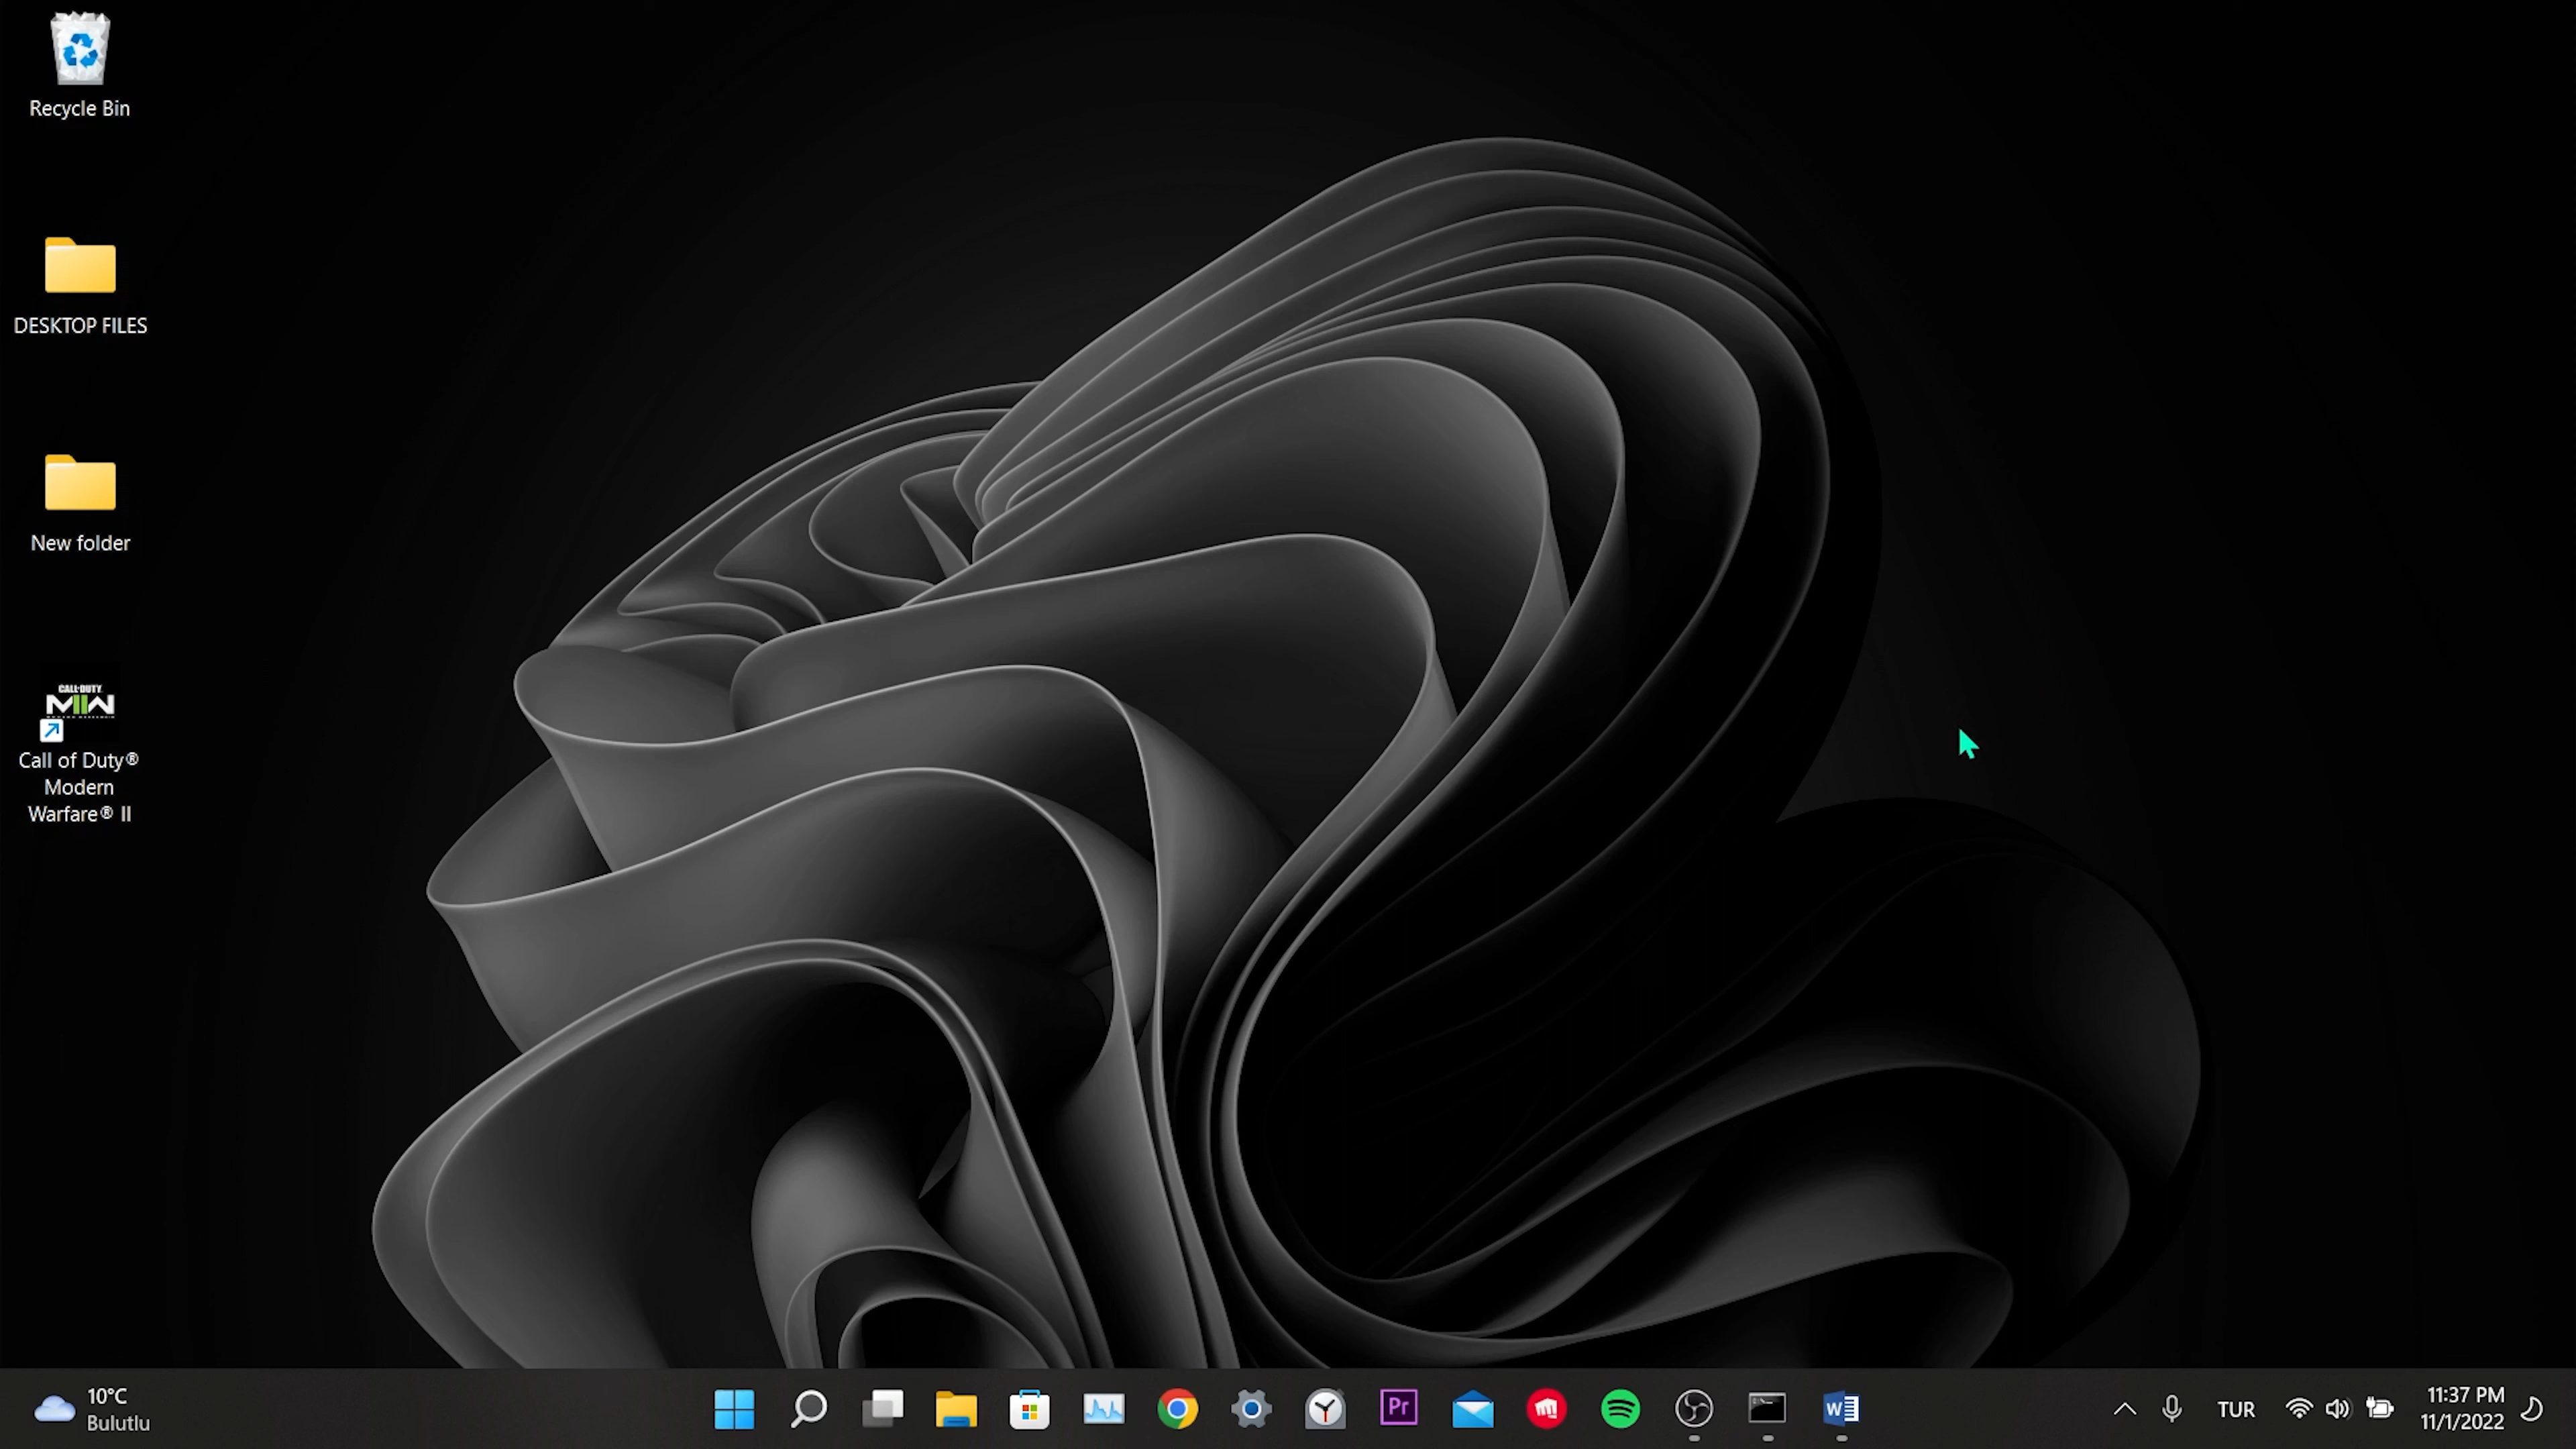 Recycle Bin
DESKTOP FILES
New folder
CALL·DUTY
MWII
Call of Duty®
Modern
Warfare® II
10°C
Bulutlu
Pr
W
TUR
11:37 PM
11/1/2022